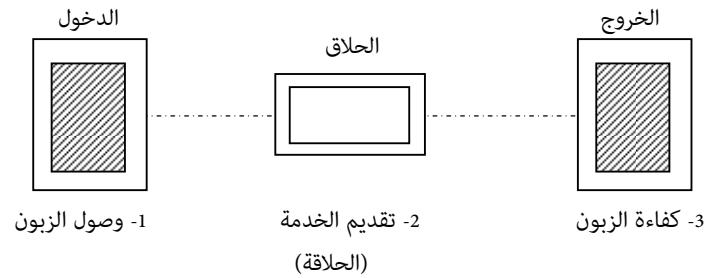 الدخول
الحلاق
الخروج
1- وصول الزبون
2- تقديم الخدمة
(الحلاقة)
3- كفاءة الزبون